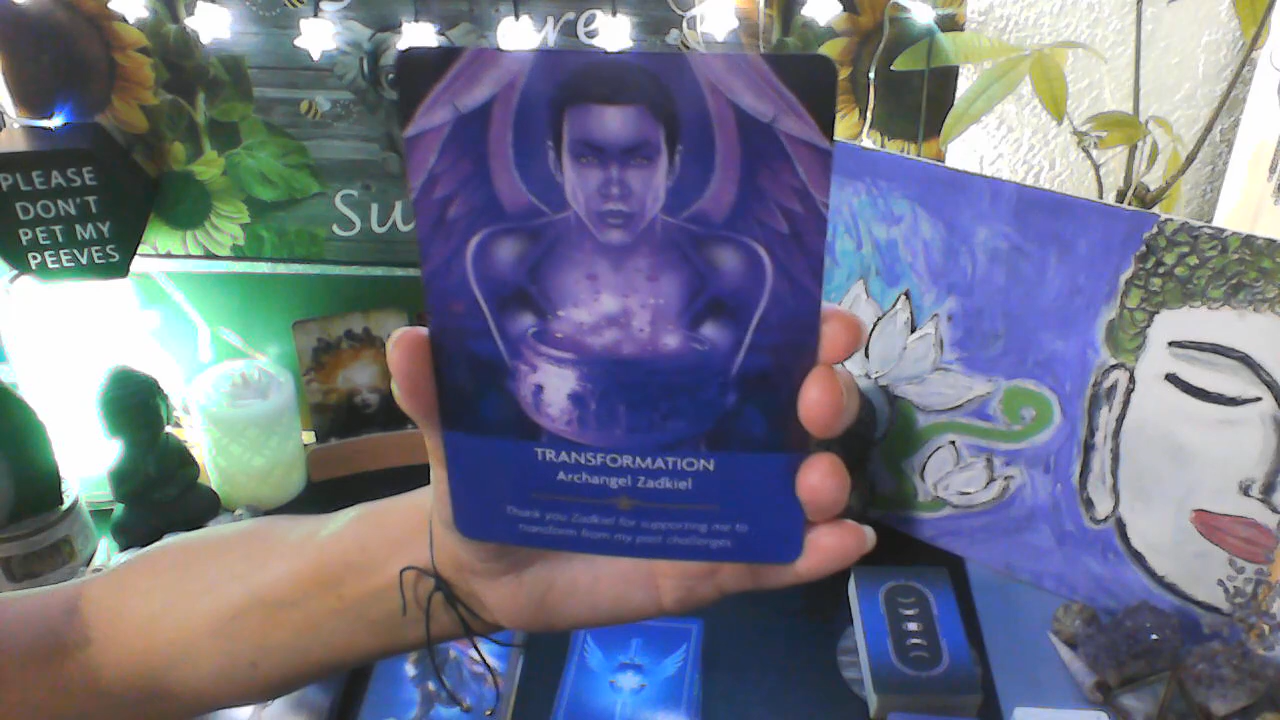 PLEASE
DON'T
PET MY
PEEVES
TRANSFORMATION
Archangel Zadkiel
Thank you Zadkiel for supporting me to
transform from my past challenges.